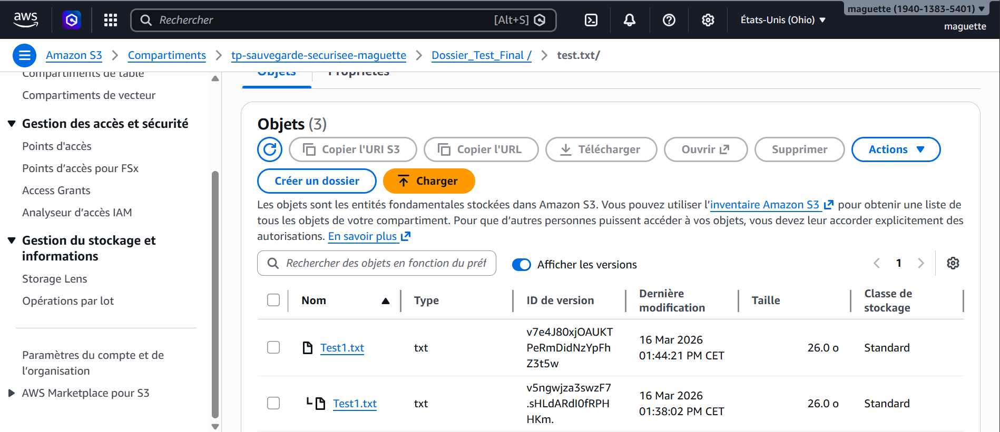 aws
Rechercher
[Alt+S]
États-Unis (Ohio)
maguette (1940-1383-5401)
maguette
Amazon S3
Compartiments
tp-sauvegarde-securisee-maguette
Dossier_Test_Final /
test.txt/
Compartiments de table
Compartiments de vecteur
Gestion des accès et sécurité
Points d'accès
Points d’accès pour FSx
Access Grants
Analyseur d’accès IAM
Gestion du stockage et
informations
Storage Lens
Opérations par lot
Paramètres du compte et de
l’organisation
AWS Marketplace pour S3
Objets
Propriétés
Objets (3)
Copier l'URI S3
Copier l'URL
Télécharger
Ouvrir
Supprimer
Actions
Créer un dossier
Charger
Les objets sont les entités fondamentales stockées dans Amazon S3. Vous pouvez utiliser l’inventaire Amazon S3 pour obtenir une liste de
tous les objets de votre compartiment. Pour que d’autres personnes puissent accéder à vos objets, vous devez leur accorder explicitement des
autorisations. En savoir plus
Rechercher des objets en fonction du préf
Afficher les versions
1
Nom
Type
ID de version
Dernière
modification
Taille
Classe de
stockage
Test1.txt
txt
v7e4J80xjOAUKT
PeRmDidNzYpFh
Z3t5w
16 Mar 2026
01:44:21 PM CET
26.0 o
Standard
Test1.txt
txt
v5ngwjza3swzF7
.sHLdARdI0fRPH
HKm.
16 Mar 2026
01:38:02 PM CET
26.0 o
Standard